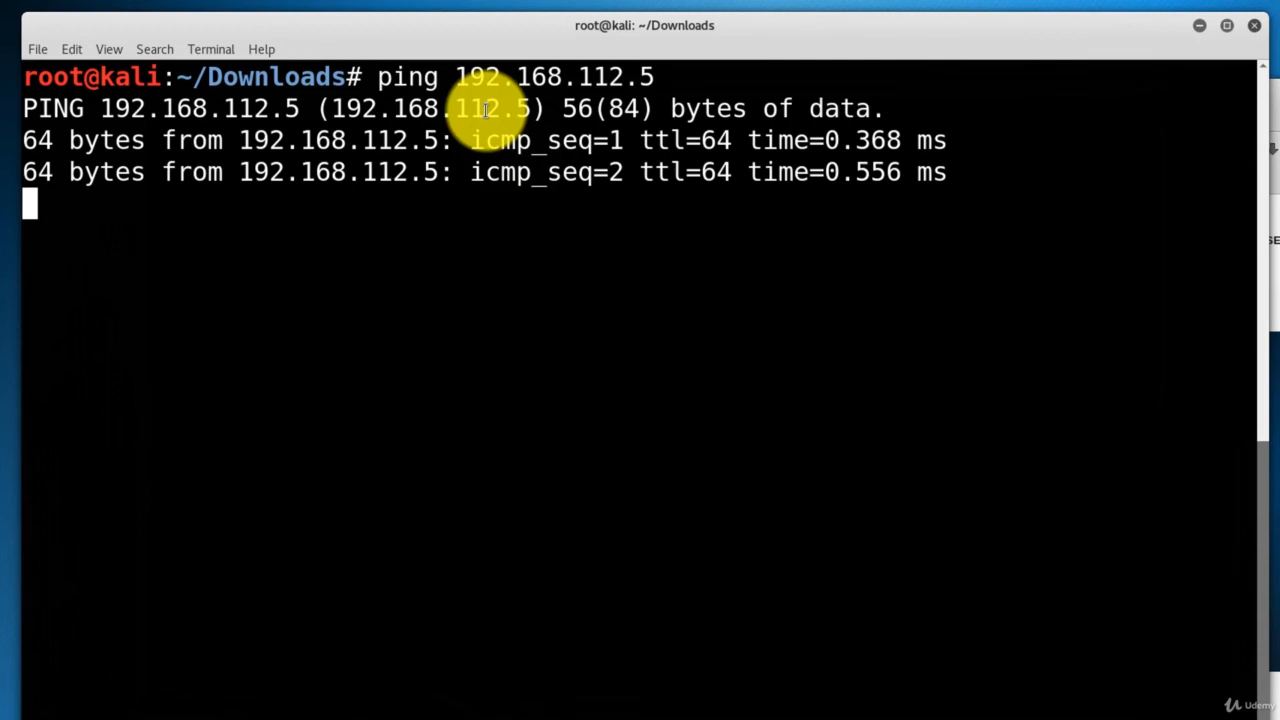 root@kali: ~/Downloads
File Edit View Search Terminal Help
root@kali:~/Downloads# ping 192.168.112.5
PING 192.168.112.5 (192.168.112.5) 56(84) bytes of data.
64 bytes from 192.168.112.5: icmp_seq=1 ttl=64 time=0.368 ms
64 bytes from 192.168.112.5: icmp_seq=2 ttl=64 time=0.556 ms
SE
Udemy